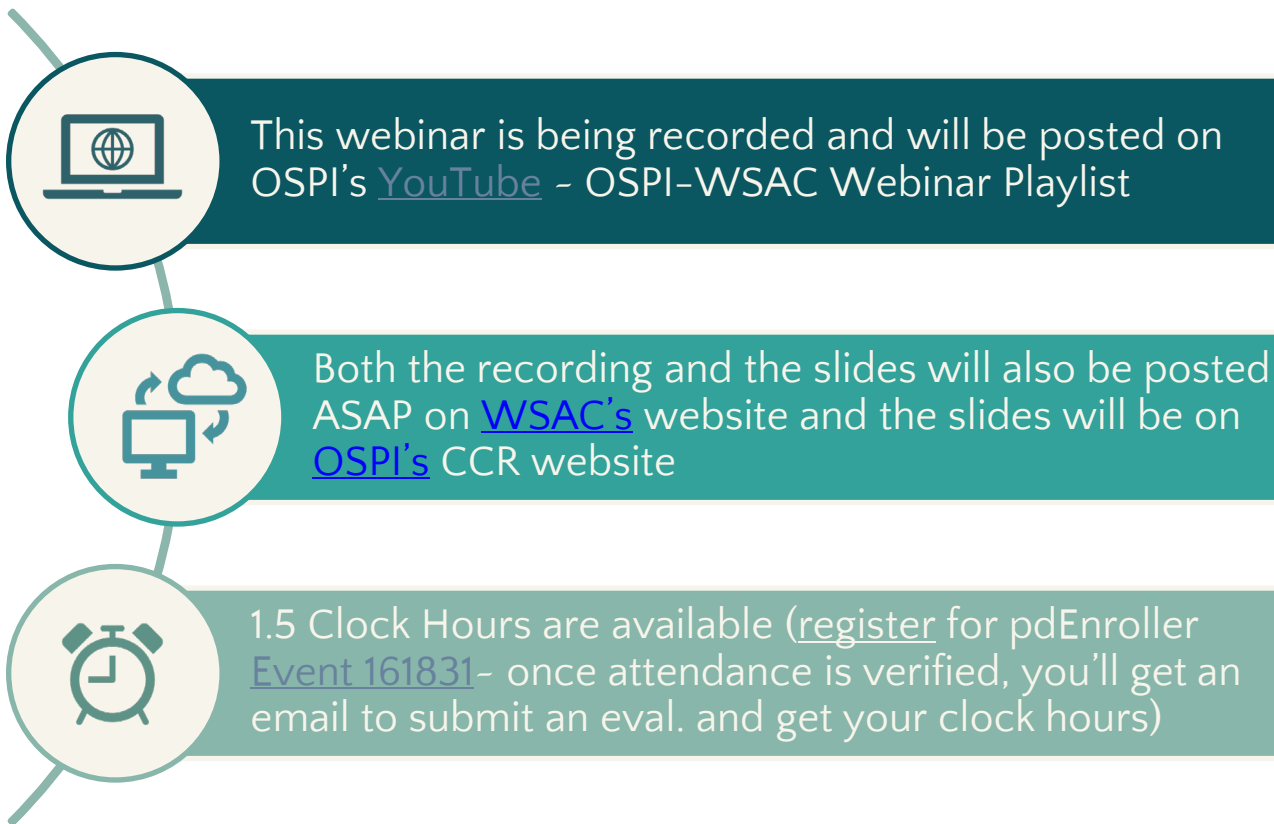 This webinar is being recorded and will be posted on
OSPI’s YouTube ~ OSPI-WSAC Webinar Playlist
Both the recording and the slides will also be posted
ASAP on WSAC’s website and the slides will be on
OSPI’s CCR website
1.5 Clock Hours are available (register for pdEnroller
Event 161831~ once attendance is verified, you’ll get an
email to submit an eval. and get your clock hours)